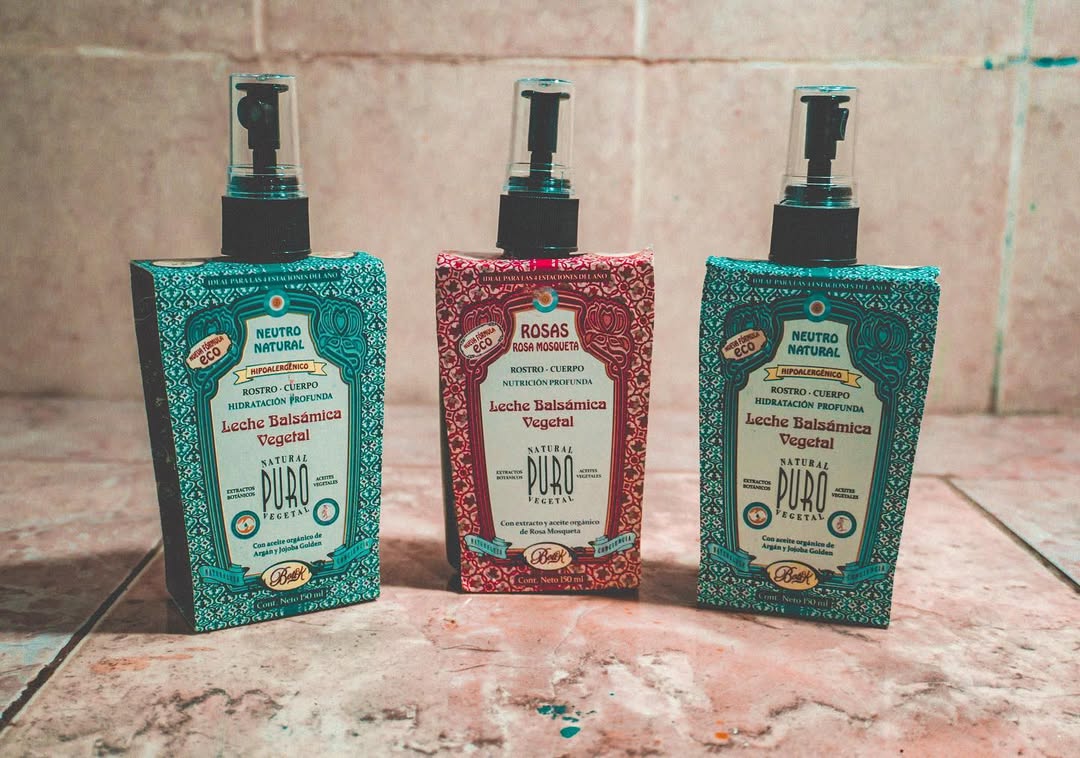 IDEAL PARA LAS 4 ESTACIONES DEL AÑO
NUEVA FÓRMULA
eco
NEUTRO
NATURAL
HIPOALERGÉNICO
ROSTRO · CUERPO
HIDRATACIÓN PROFUNDA
Leche Balsámica
Vegetal
NATURAL
EXTRACTOS
BOTÁNICOS
PURO
ACEITES
VEGETALES
VEGETAL
Con aceite orgánico de
Argán y Jojoba Golden
NATURALEZA
CONCIENCIA
Cont. Neto 150 ml
IDEAL PARA LAS 4 ESTACIONES DEL AÑO
NUEVA FÓRMULA
eco
ROSAS
ROSA MOSQUETA
ROSTRO · CUERPO
NUTRICIÓN PROFUNDA
Leche Balsámica
Vegetal
NATURAL
EXTRACTOS
BOTÁNICOS
PURO
ACEITES
VEGETALES
VEGETAL
Con extracto y aceite orgánico
de Rosa Mosqueta
NATURALEZA
CONCIENCIA
Cont. Neto 150 ml
IDEAL PARA LAS 4 ESTACIONES DEL AÑO
NUEVA FÓRMULA
eco
NEUTRO
NATURAL
HIPOALERGÉNICO
ROSTRO · CUERPO
HIDRATACIÓN PROFUNDA
Leche Balsámica
Vegetal
NATURAL
EXTRACTOS
BOTÁNICOS
PURO
ACEITES
VEGETALES
VEGETAL
Con aceite orgánico de
Argán y Jojoba Golden
NATURALEZA
CONCIENCIA
Cont. Neto 150 ml